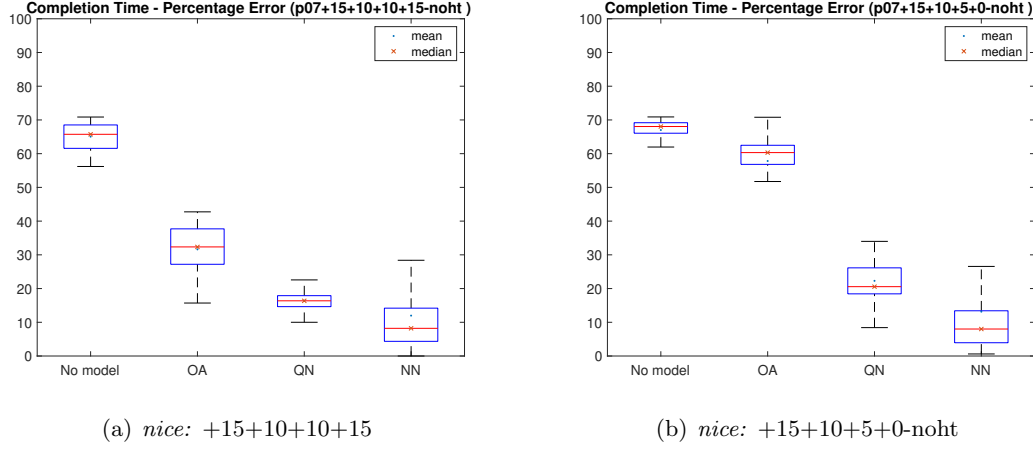 Completion Time - Percentage Error (p07+15+10+10+15-noht )
100
90
80
70
60
50
40
30
20
10
0
mean
median
No model OA QN NN
(a) nice: +15+10+10+15
Completion Time - Percentage Error (p07+15+10+5+0-noht )
100
90
80
70
60
50
40
30
20
10
0
mean
median
No model OA QN NN
(b) nice: +15+10+5+0-noht